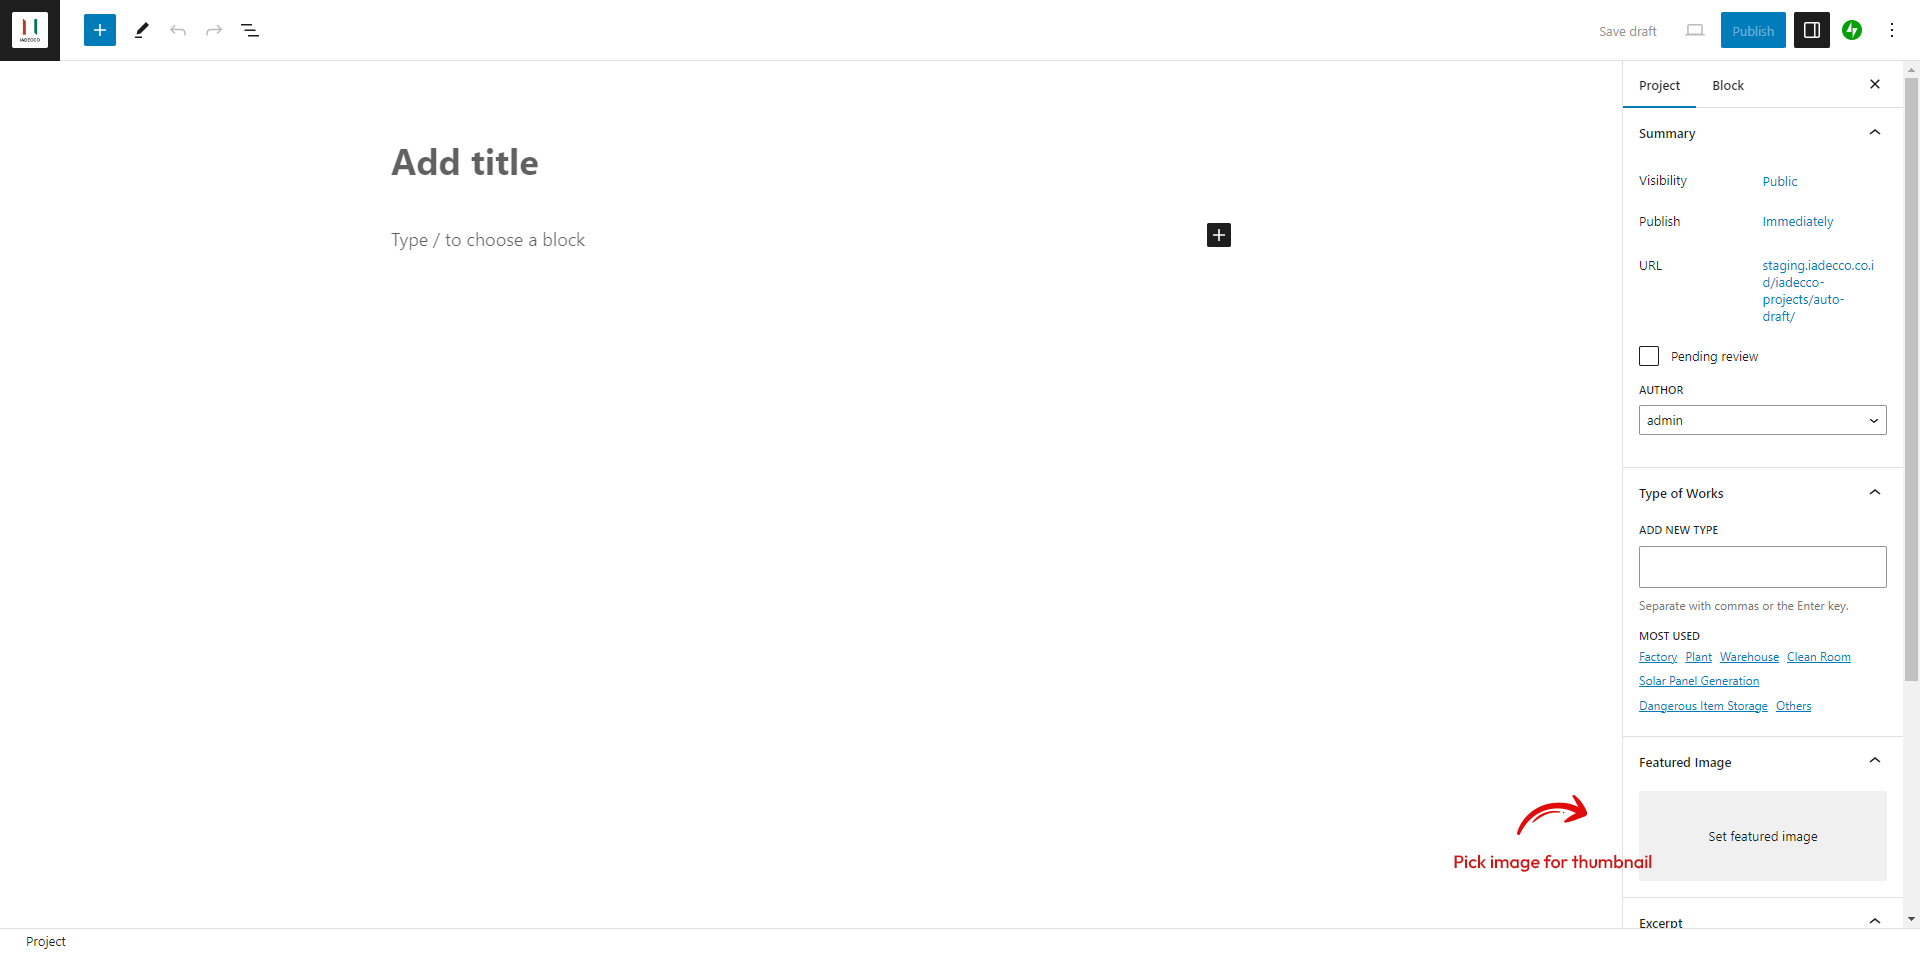 IADECCO
Save draft
Publish
Project
Block
Add title
Type / to choose a block
Summary
Visibility
Public
Publish
Immediately
URL
staging.iadecco.co.i
d/iadecco-
projects/auto-
draft/
Pending review
AUTHOR
admin
Type of Works
ADD NEW TYPE
Separate with commas or the Enter key.
MOST USED
Factory Plant Warehouse Clean Room
Solar Panel Generation
Dangerous Item Storage Others
Featured Image
Set featured image
Pick image for thumbnail
Excerpt
Project